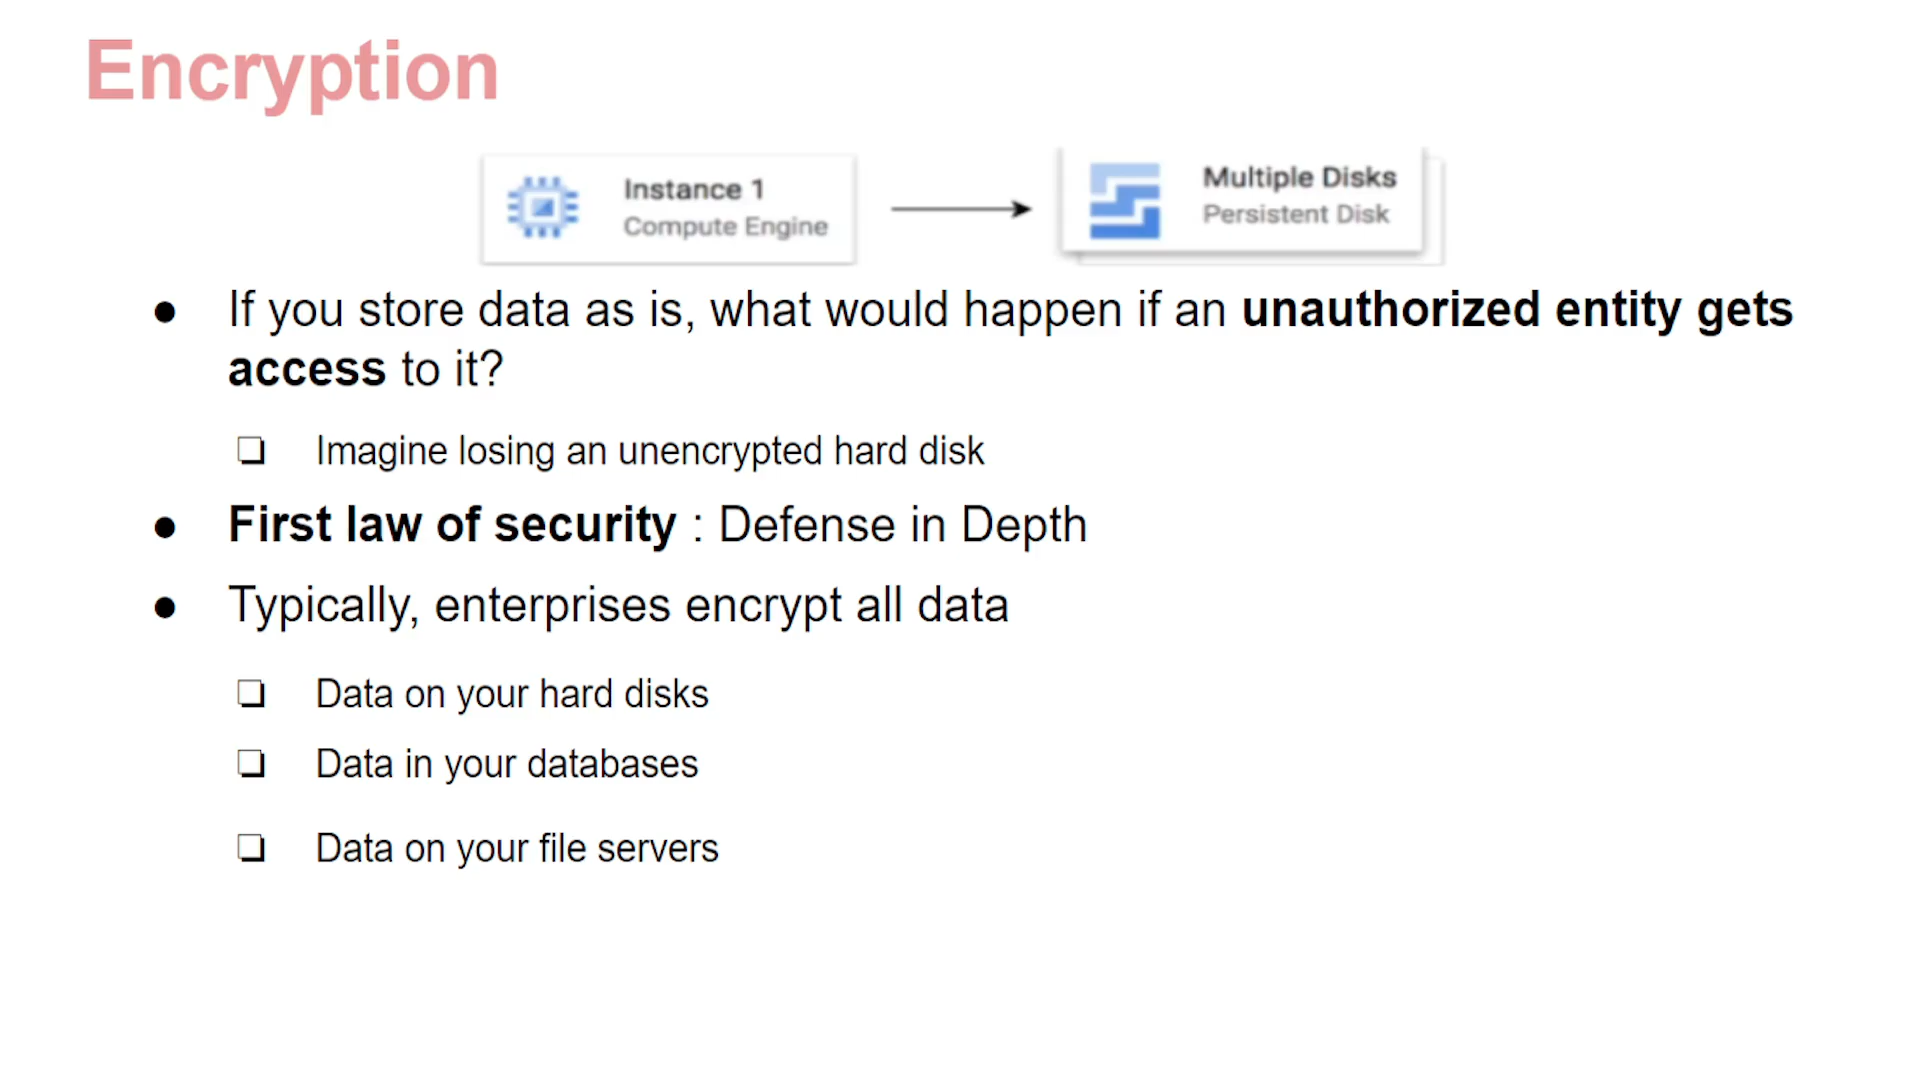 Encryption
Instance 1
Compute Engine
Multiple Disks
Persistent Disk
● If you store data as is, what would happen if an unauthorized entity gets
access to it?
❏ Imagine losing an unencrypted hard disk
● First law of security : Defense in Depth
● Typically, enterprises encrypt all data
❏ Data on your hard disks
❏ Data in your databases
❏ Data on your file servers